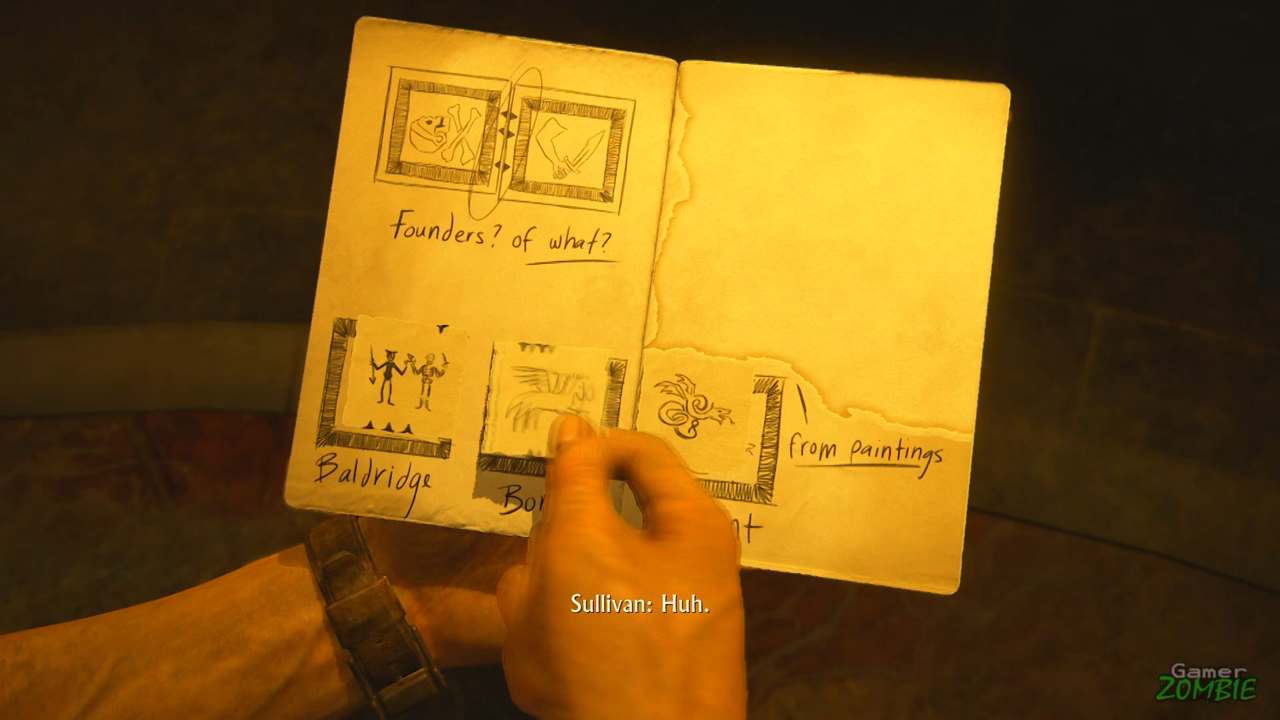 Founders? of what?
from paintings
Baldridge
Sullivan: Huh.
Gamer
ZOMBIE